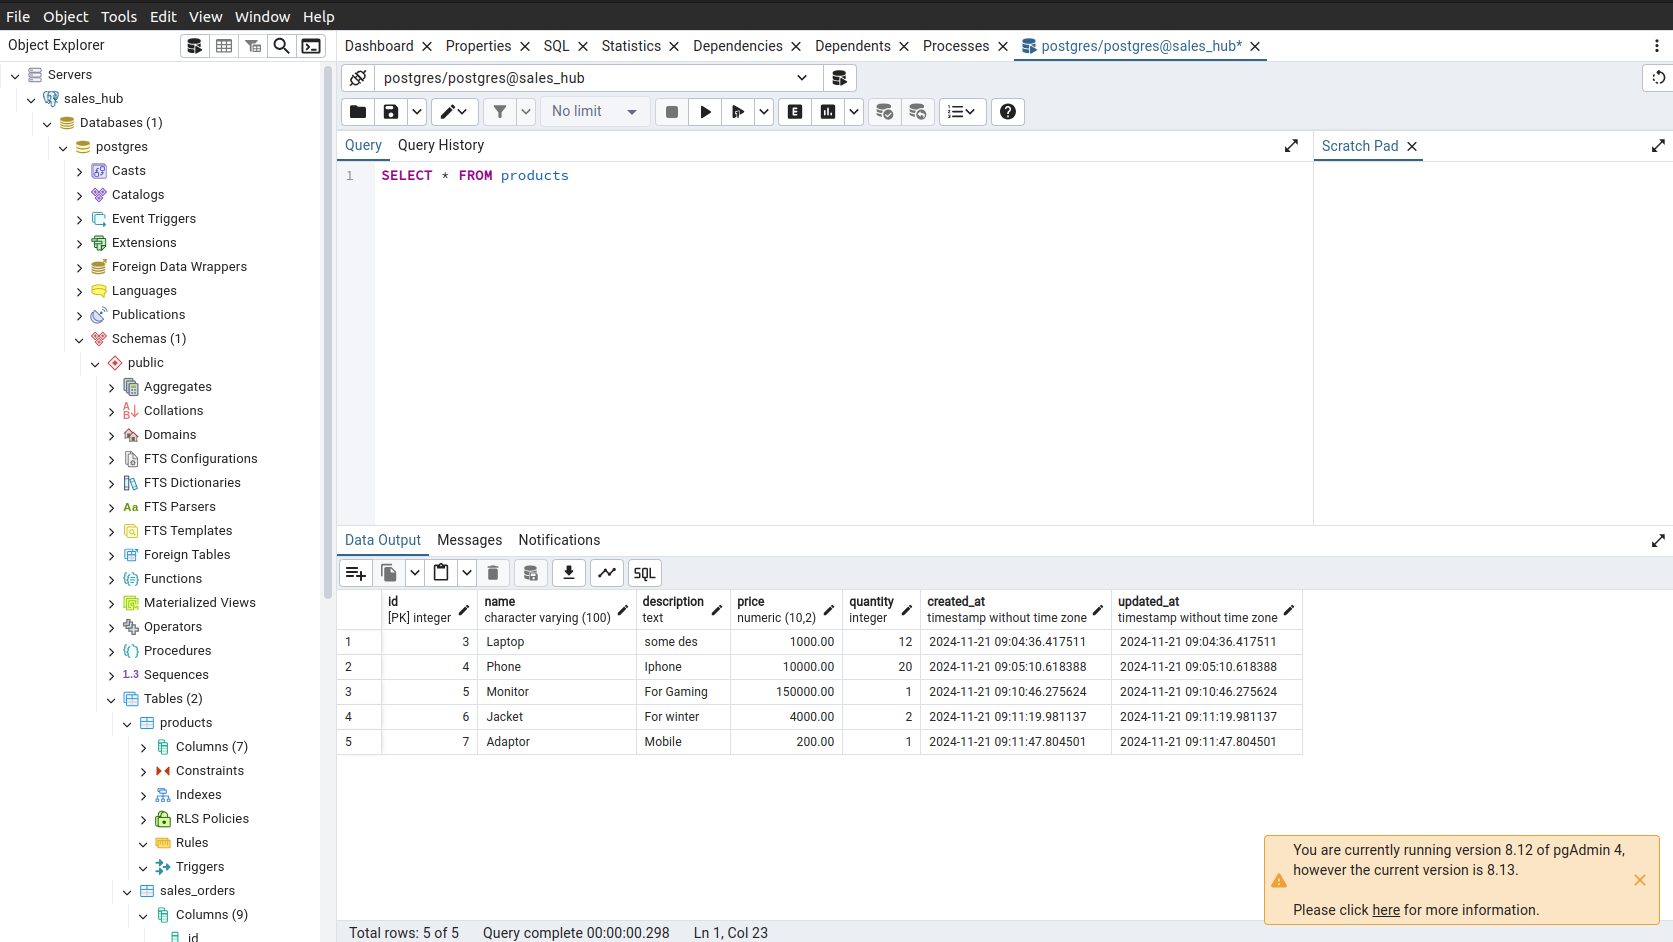 File Object Tools Edit View Window Help
Object Explorer
Servers
sales_hub
Databases (1)
postgres
Casts
Catalogs
Event Triggers
Extensions
Foreign Data Wrappers
Languages
Publications
Schemas (1)
public
Aggregates
Collations
Domains
FTS Configurations
FTS Dictionaries
Aa FTS Parsers
FTS Templates
Foreign Tables
Functions
Materialized Views
Operators
Procedures
1..3 Sequences
Tables (2)
products
Columns (7)
Constraints
Indexes
RLS Policies
Rules
Triggers
sales_orders
Columns (9)
id
Dashboard Properties SQL Statistics Dependencies Dependents Processes postgres/postgres@sales_hub*
postgres/postgres@sales_hub
No limit E
Query Query History
1 SELECT * FROM products
Scratch Pad
Data Output Messages Notifications
SQL
id name description price quantity created_at updated_at
[PK] integer character varying (100) text numeric (10,2) integer timestamp without time zone timestamp without time zone
1 3 Laptop some des 1000.00 12 2024-11-21 09:04:36.417511 2024-11-21 09:04:36.417511
2 4 Phone Iphone 10000.00 20 2024-11-21 09:05:10.618388 2024-11-21 09:05:10.618388
3 5 Monitor For Gaming 150000.00 1 2024-11-21 09:10:46.275624 2024-11-21 09:10:46.275624
4 6 Jacket For winter 4000.00 2 2024-11-21 09:11:19.981137 2024-11-21 09:11:19.981137
5 7 Adaptor Mobile 200.00 1 2024-11-21 09:11:47.804501 2024-11-21 09:11:47.804501
You are currently running version 8.12 of pgAdmin 4,
however the current version is 8.13.
Please click here for more information.
Total rows: 5 of 5 Query complete 00:00:00.298 Ln 1, Col 23